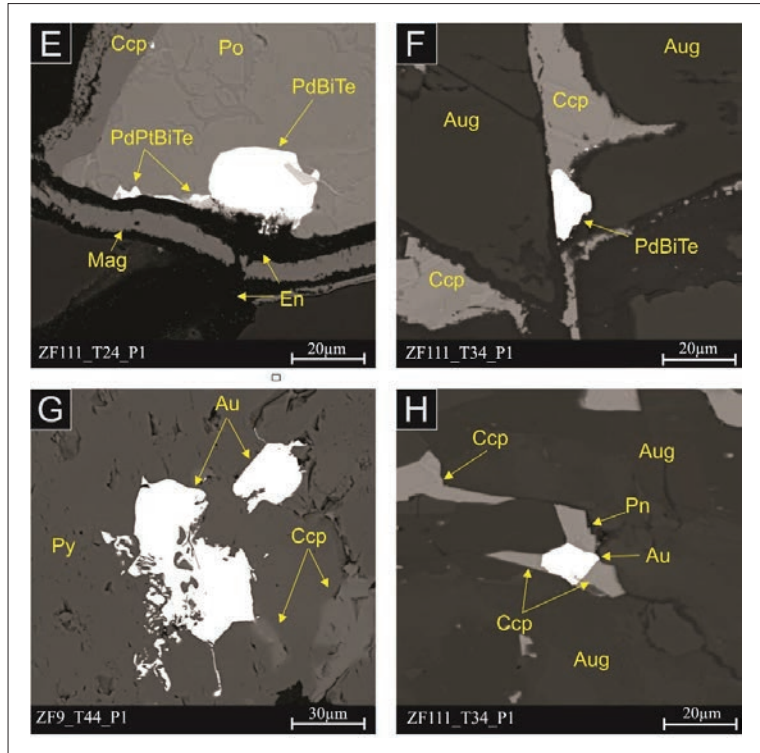 E
Ccp
Po
PdBiTe
PdPtBiTe
Mag
En
ZF111_T24_P1
20µm
F
Aug
Ccp
Aug
PdBiTe
Ccp
ZF111_T34_P1
20µm
G
Au
Py
Ccp
ZF9_T44_P1
30µm
H
Ccp
Aug
Pn
Au
Ccp
Aug
ZF111_T34_P1
20µm